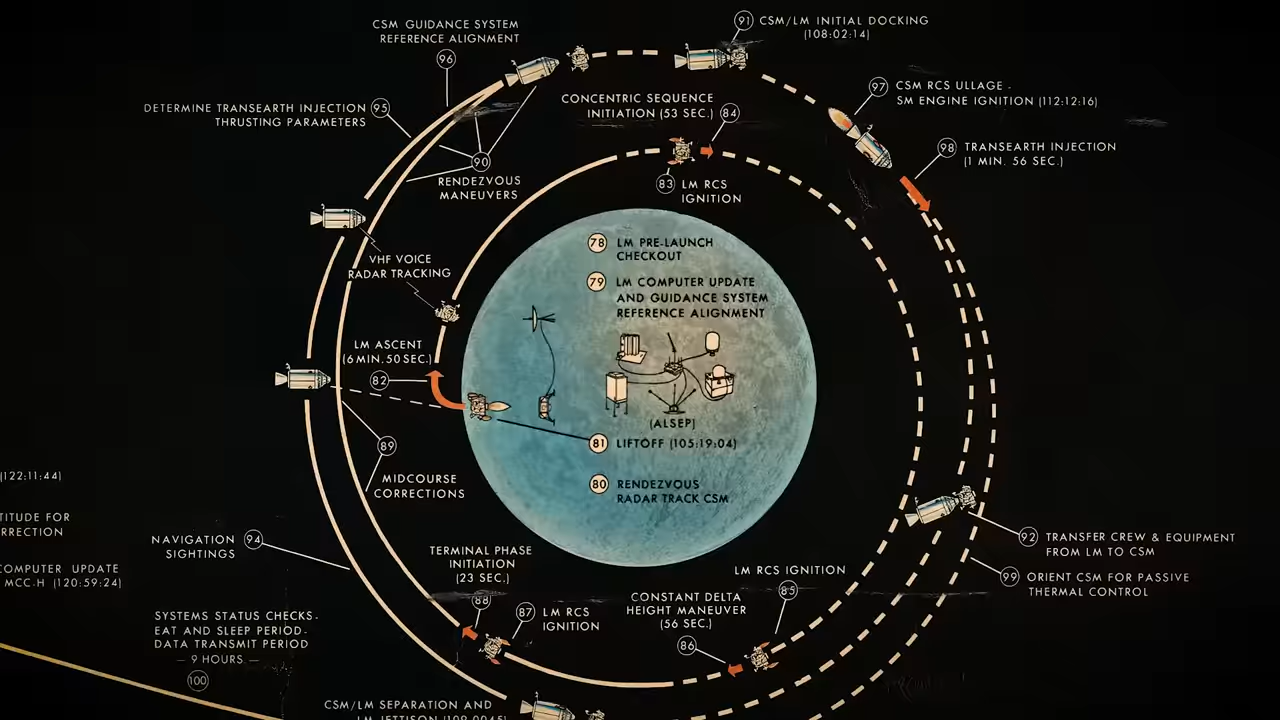 CSM GUIDANCE SYSTEM
REFERENCE ALIGNMENT
96
91 CSM/LM INITIAL DOCKING
(108:02:14)
DETERMINE TRANSEARTH INJECTION 95
THRUSTING PARAMETERS
CONCENTRIC SEQUENCE
INITIATION (53 SEC.) 84
97 CSM RCS ULLAGE -
SM ENGINE IGNITION (112:12:16)
98 TRANSEARTH INJECTION
(1 MIN. 56 SEC.)
90
RENDEZVOUS
MANEUVERS
83 LM RCS
IGNITION
VHF VOICE
RADAR TRACKING
78 LM PRE-LAUNCH
CHECKOUT
79 LM COMPUTER UPDATE
AND GUIDANCE SYSTEM
REFERENCE ALIGNMENT
LM ASCENT
(6 MIN. 50 SEC.)
82
(ALSEP)
81 LIFTOFF (105:19:04)
80 RENDEZVOUS
RADAR TRACK CSM
89
MIDCOURSE
CORRECTIONS
(122:11:44)
TITUDE FOR
RRECTION
COMPUTER UPDATE
MCC-H (120:59:24)
NAVIGATION 94
SIGHTINGS
TERMINAL PHASE
INITIATION
(23 SEC.)
88
87 LM RCS
IGNITION
LM RCS IGNITION
85
CONSTANT DELTA
HEIGHT MANEUVER
(56 SEC.)
86
92 TRANSFER CREW & EQUIPMENT
FROM LM TO CSM
99 ORIENT CSM FOR PASSIVE
THERMAL CONTROL
SYSTEMS STATUS CHECKS-
EAT AND SLEEP PERIOD-
DATA TRANSMIT PERIOD
— 9 HOURS —
100
CSM/LM SEPARATION AND
LM JETTISON